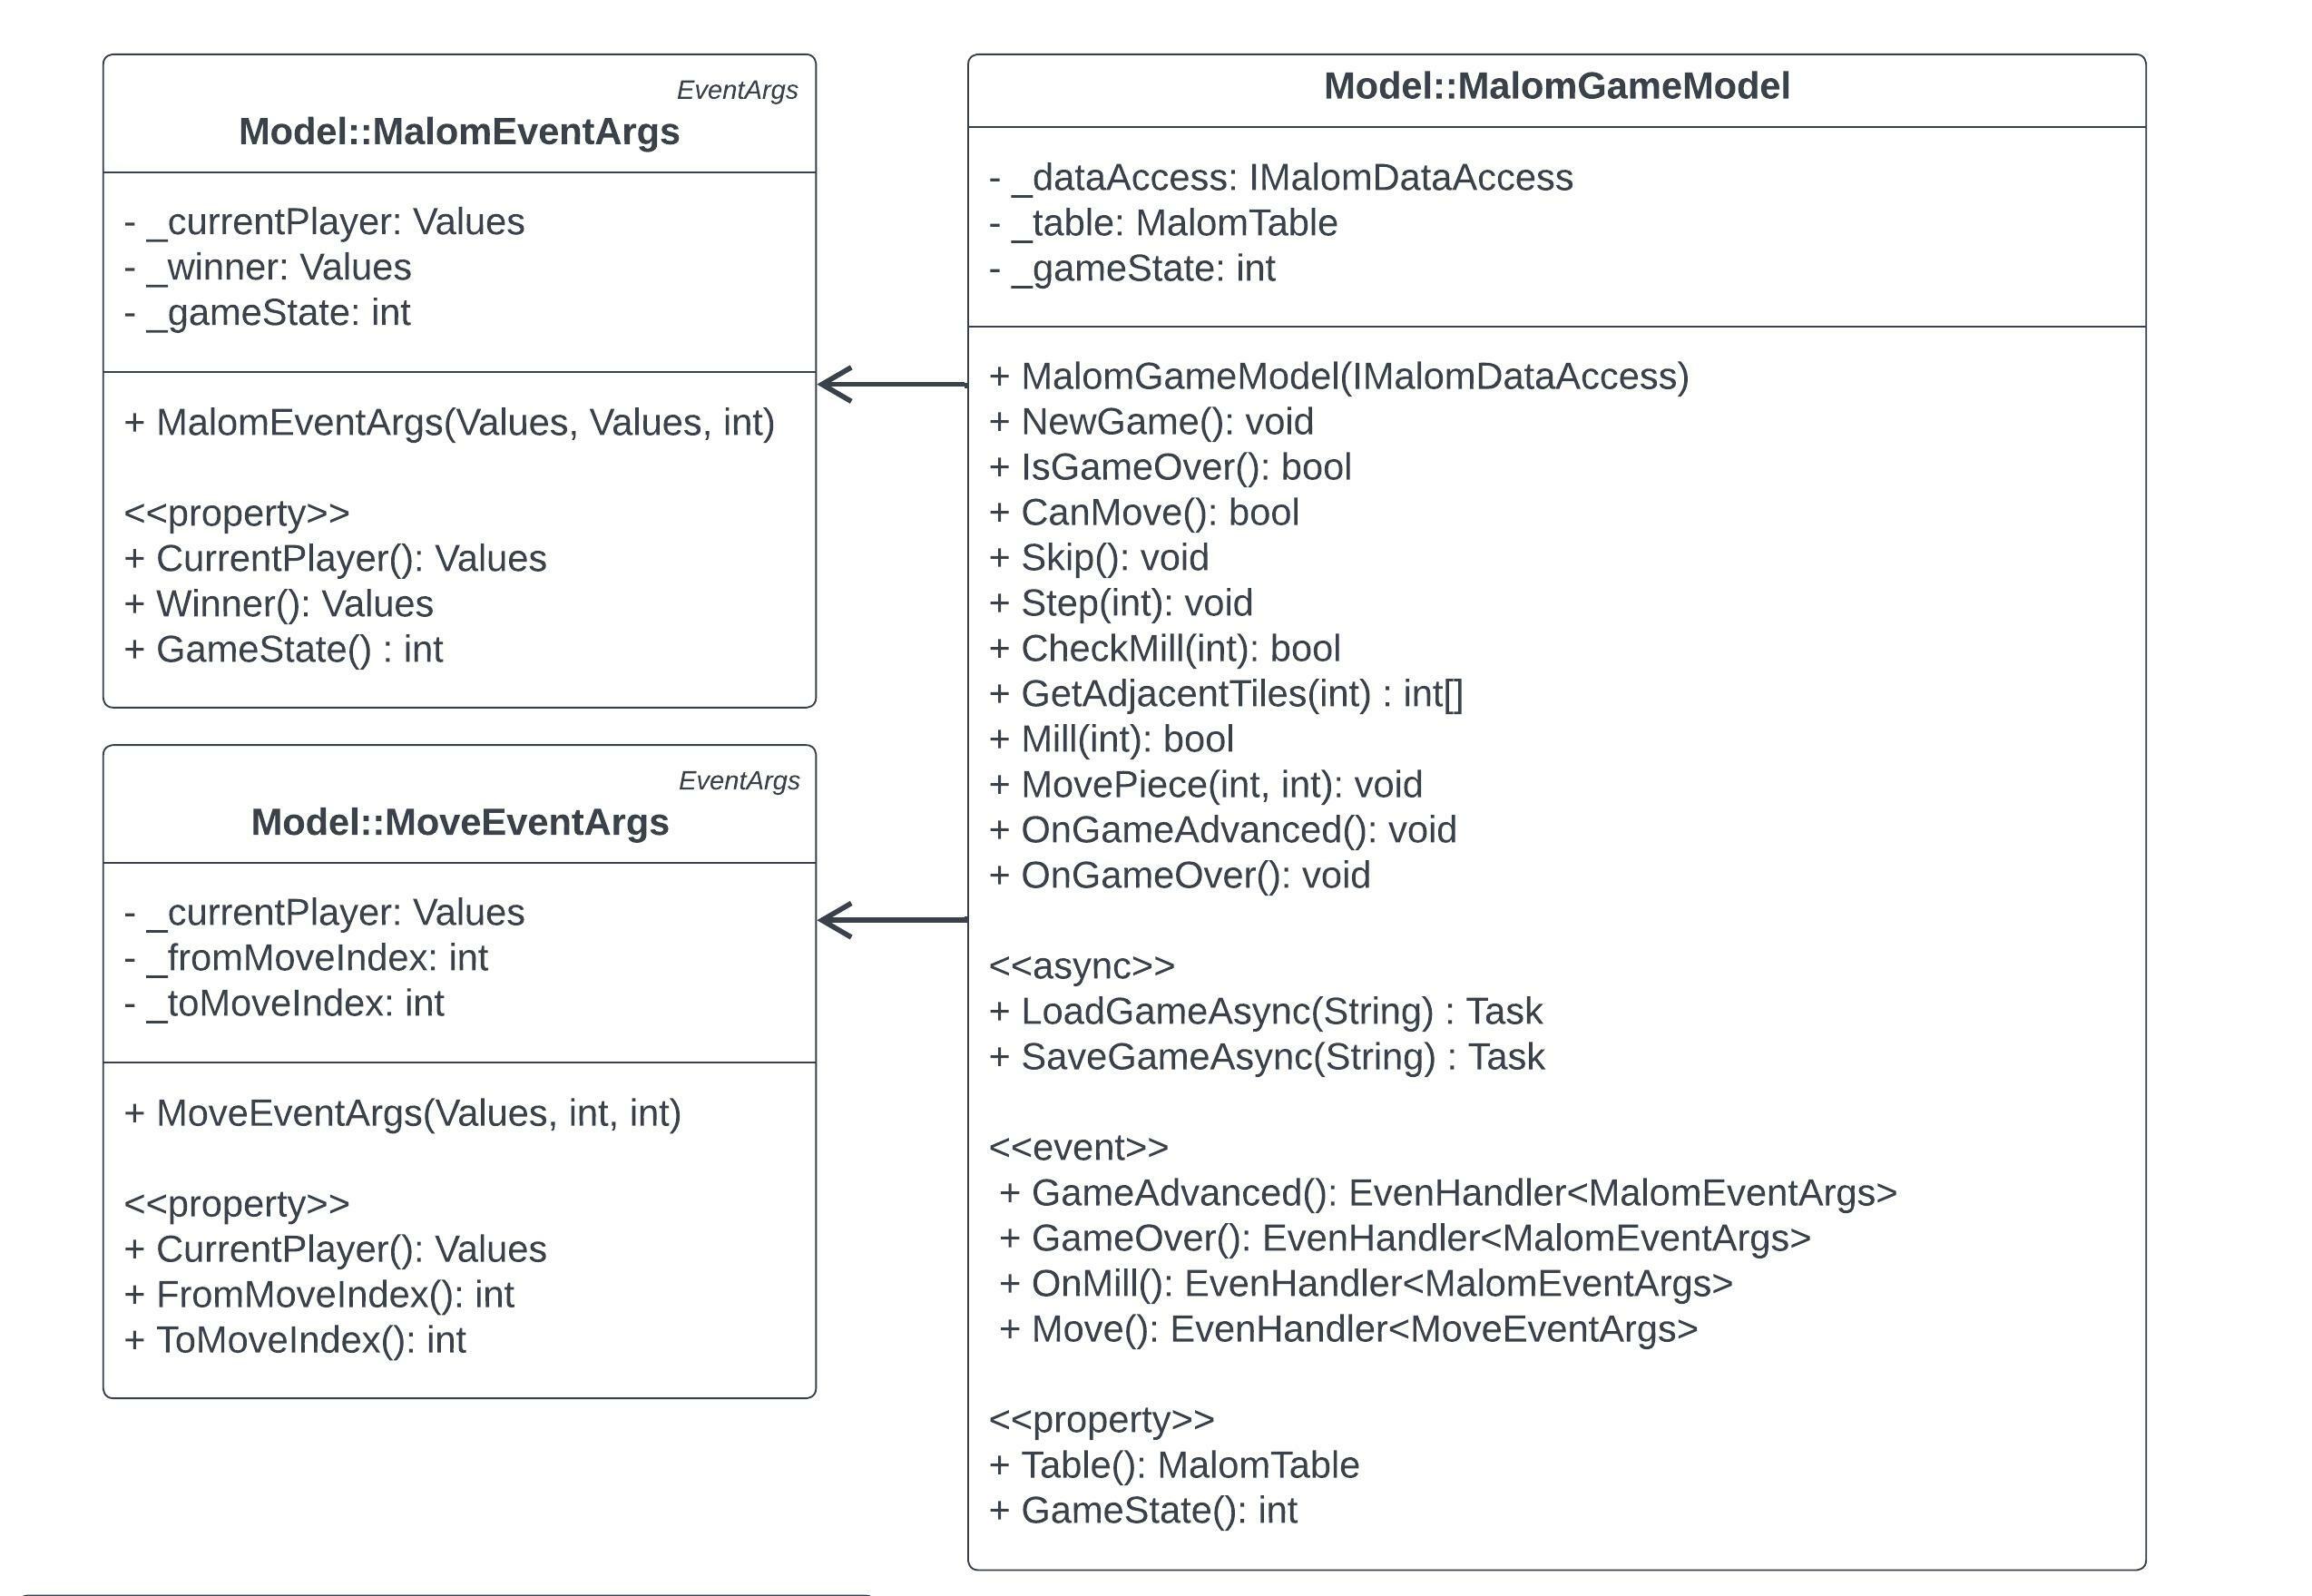 EventArgs
Model::MalomEventArgs
- _currentPlayer: Values
- _winner: Values
- _gameState: int
+ MalomEventArgs(Values, Values, int)
<<property>>
+ CurrentPlayer(): Values
+ Winner(): Values
+ GameState() : int
EventArgs
Model::MoveEventArgs
- _currentPlayer: Values
- _fromMoveIndex: int
- _toMoveIndex: int
+ MoveEventArgs(Values, int, int)
<<property>>
+ CurrentPlayer(): Values
+ FromMoveIndex(): int
+ ToMoveIndex(): int
Model::MalomGameModel
- _dataAccess: IMalomDataAccess
- _table: MalomTable
- _gameState: int
+ MalomGameModel(IMalomDataAccess)
+ NewGame(): void
+ IsGameOver(): bool
+ CanMove(): bool
+ Skip(): void
+ Step(int): void
+ CheckMill(int): bool
+ GetAdjacentTiles(int) : int[]
+ Mill(int): bool
+ MovePiece(int, int): void
+ OnGameAdvanced(): void
+ OnGameOver(): void
<<async>>
+ LoadGameAsync(String) : Task
+ SaveGameAsync(String) : Task
<<event>>
+ GameAdvanced(): EvenHandler<MalomEventArgs>
+ GameOver(): EvenHandler<MalomEventArgs>
+ OnMill(): EvenHandler<MalomEventArgs>
+ Move(): EvenHandler<MoveEventArgs>
<<property>>
+ Table(): MalomTable
+ GameState(): int